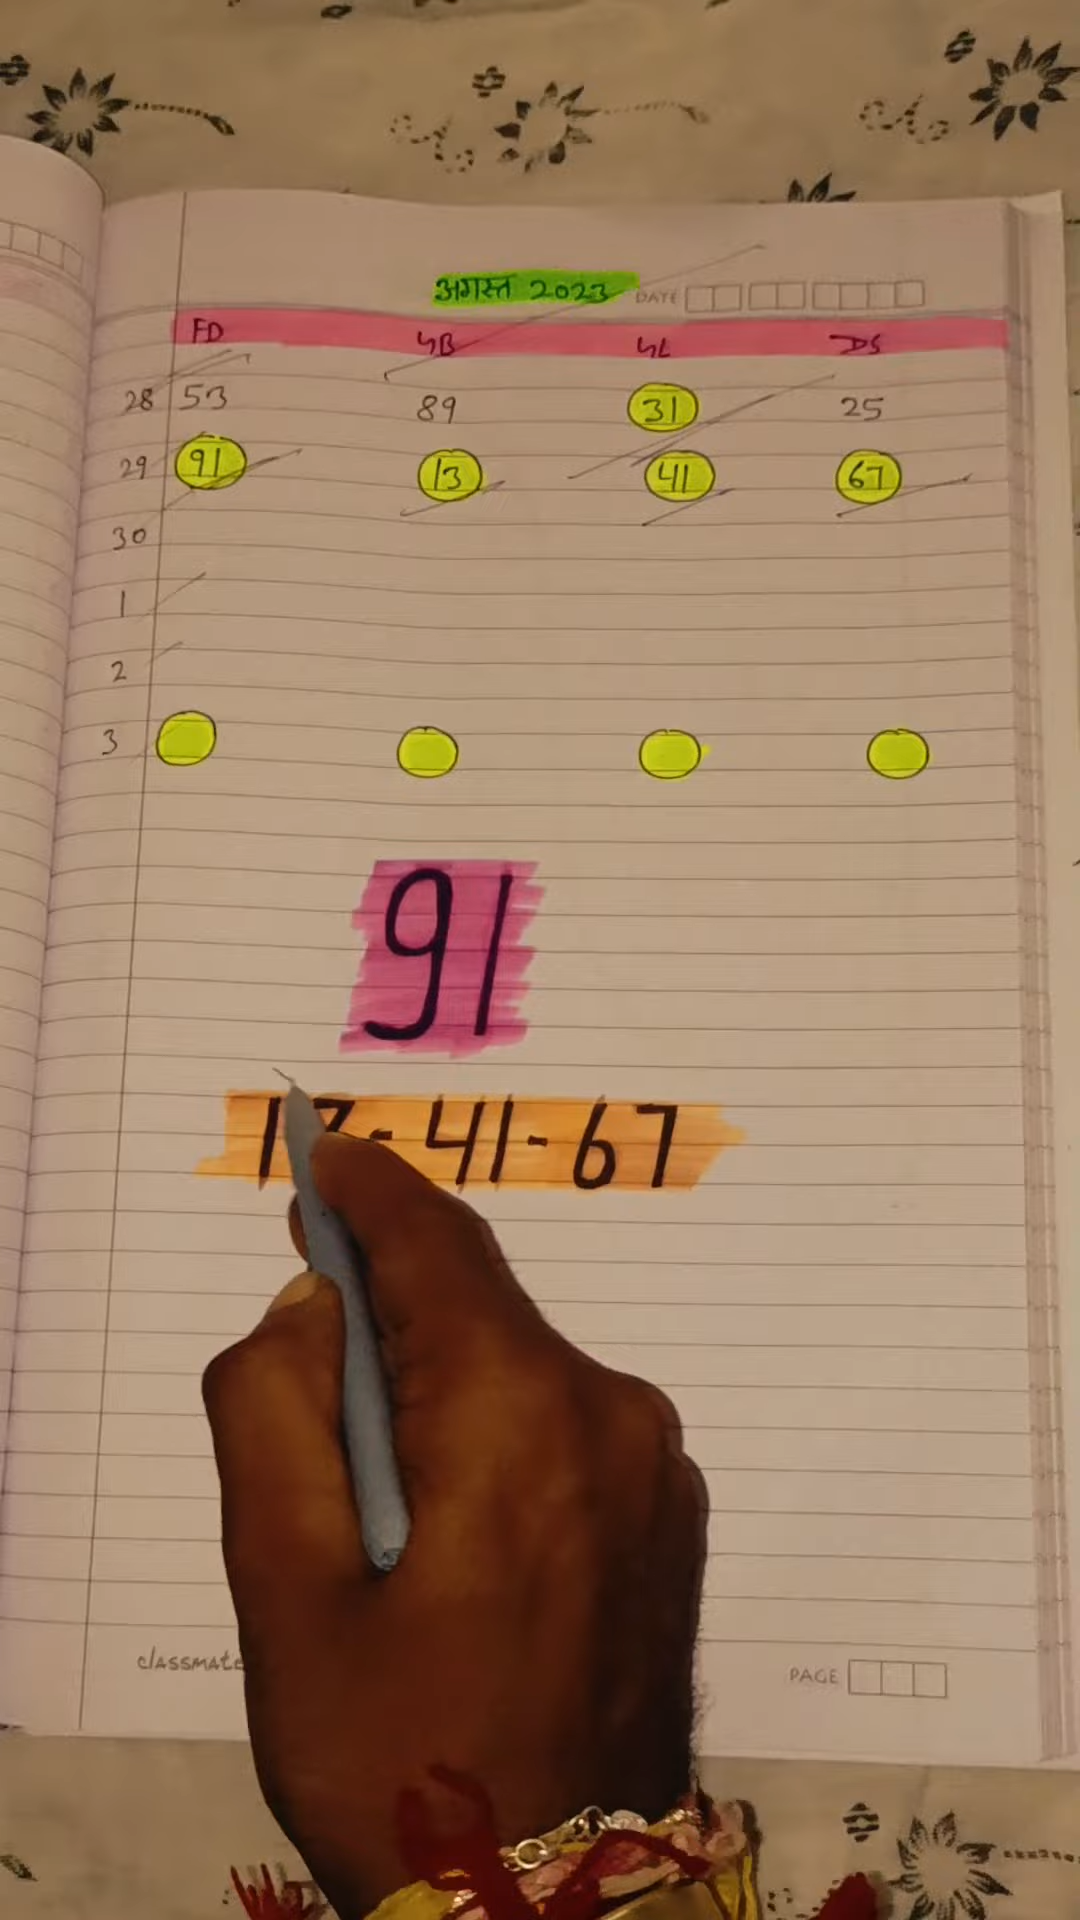 अगस्त 2023 DATE
FD GB GL DS
28 53 89 31 25
29 91 13 41 67
30
1
2
3
91
13-41-67
classmate PAGE